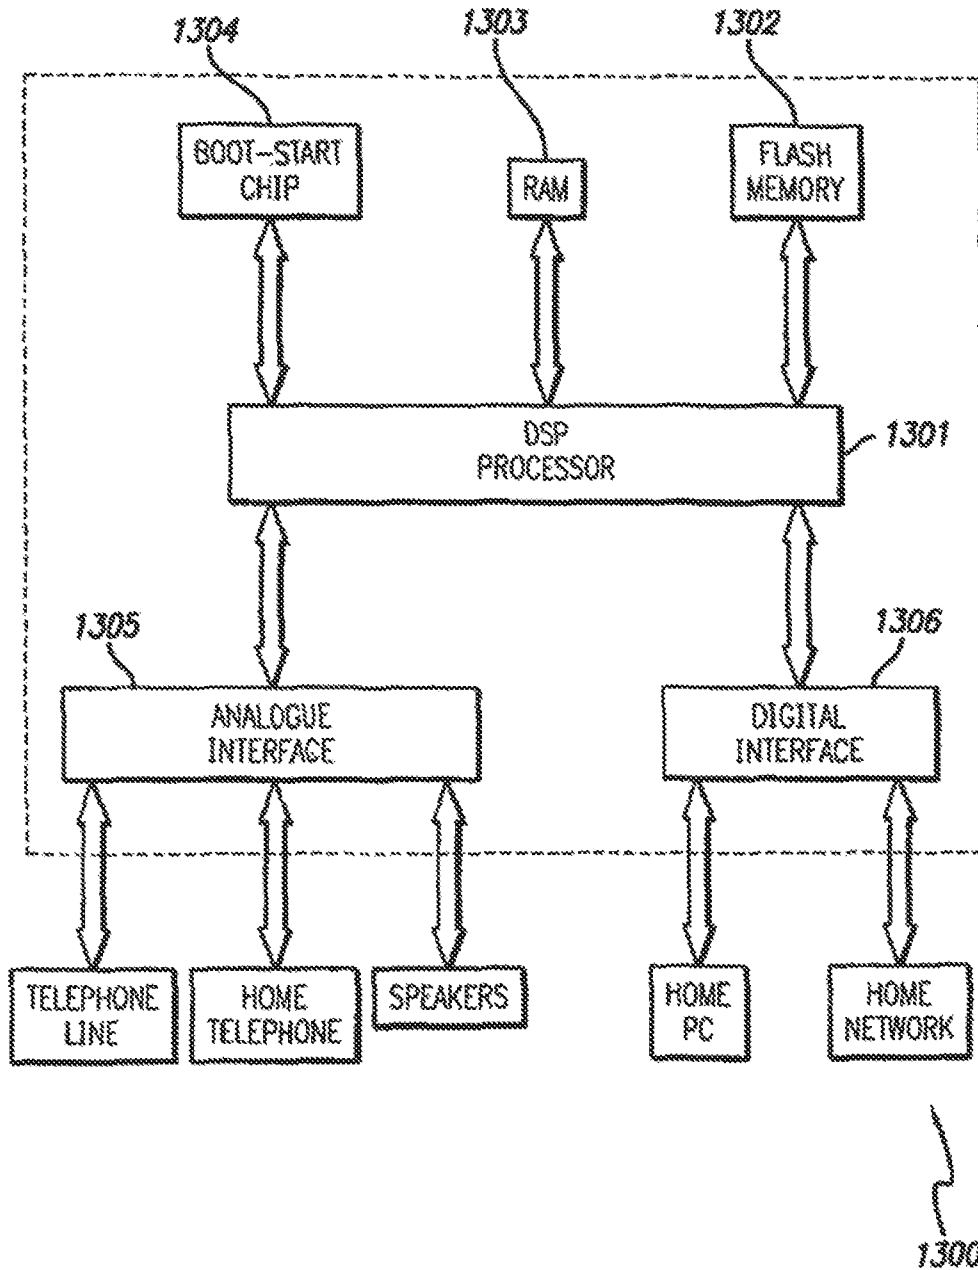 1304
1303
1302
BOOT-START
CHIP
RAM
FLASH
MEMORY
DSP
PROCESSOR
1301
1305
1306
ANALOGUE
INTERFACE
DIGITAL
INTERFACE
TELEPHONE
LINE
HOME
TELEPHONE
SPEAKERS
HOME
PC
HOME
NETWORK
1300